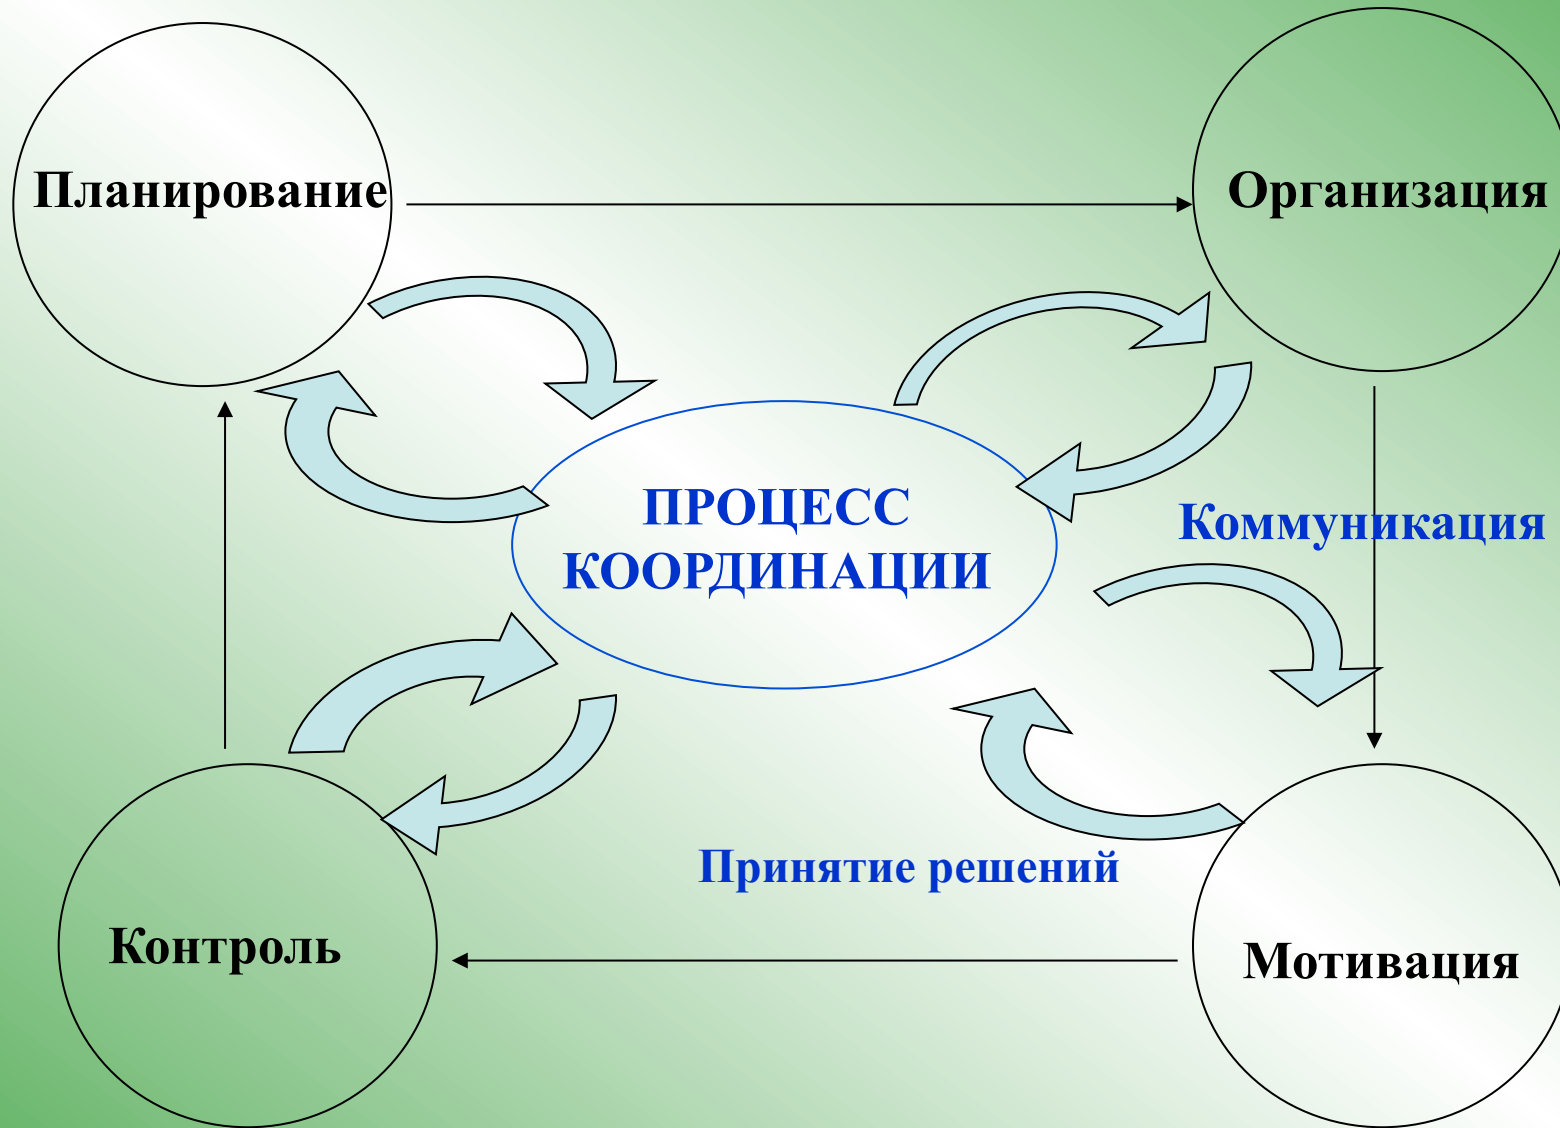 Планирование
Организация
ПРОЦЕСС
КООРДИНАЦИИ
Коммуникация
Принятие решений
Контроль
Мотивация